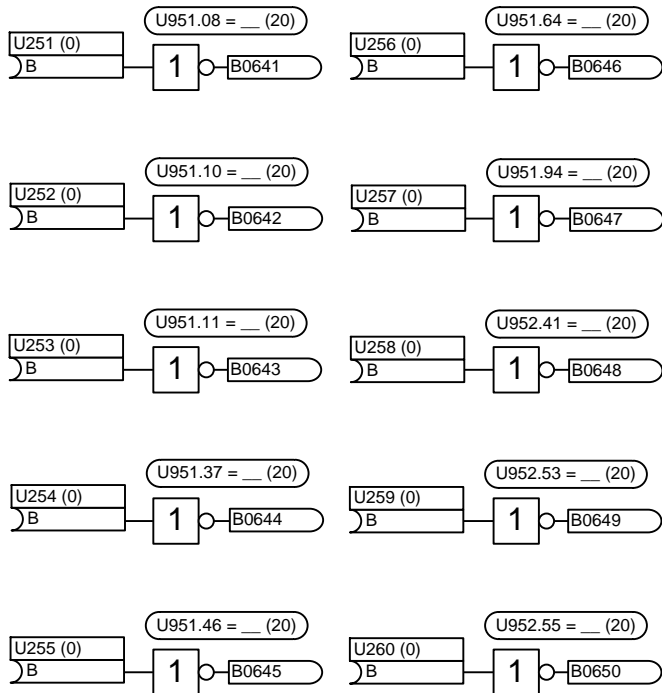 U951.08 = __ (20)
U251 (0)
B
1
B0641
U951.64 = __ (20)
U256 (0)
B
1
B0646
U951.10 = __ (20)
U252 (0)
B
1
B0642
U951.94 = __ (20)
U257 (0)
B
1
B0647
U951.11 = __ (20)
U253 (0)
B
1
B0643
U952.41 = __ (20)
U258 (0)
B
1
B0648
U951.37 = __ (20)
U254 (0)
B
1
B0644
U952.53 = __ (20)
U259 (0)
B
1
B0649
U951.46 = __ (20)
U255 (0)
B
1
B0645
U952.55 = __ (20)
U260 (0)
B
1
B0650